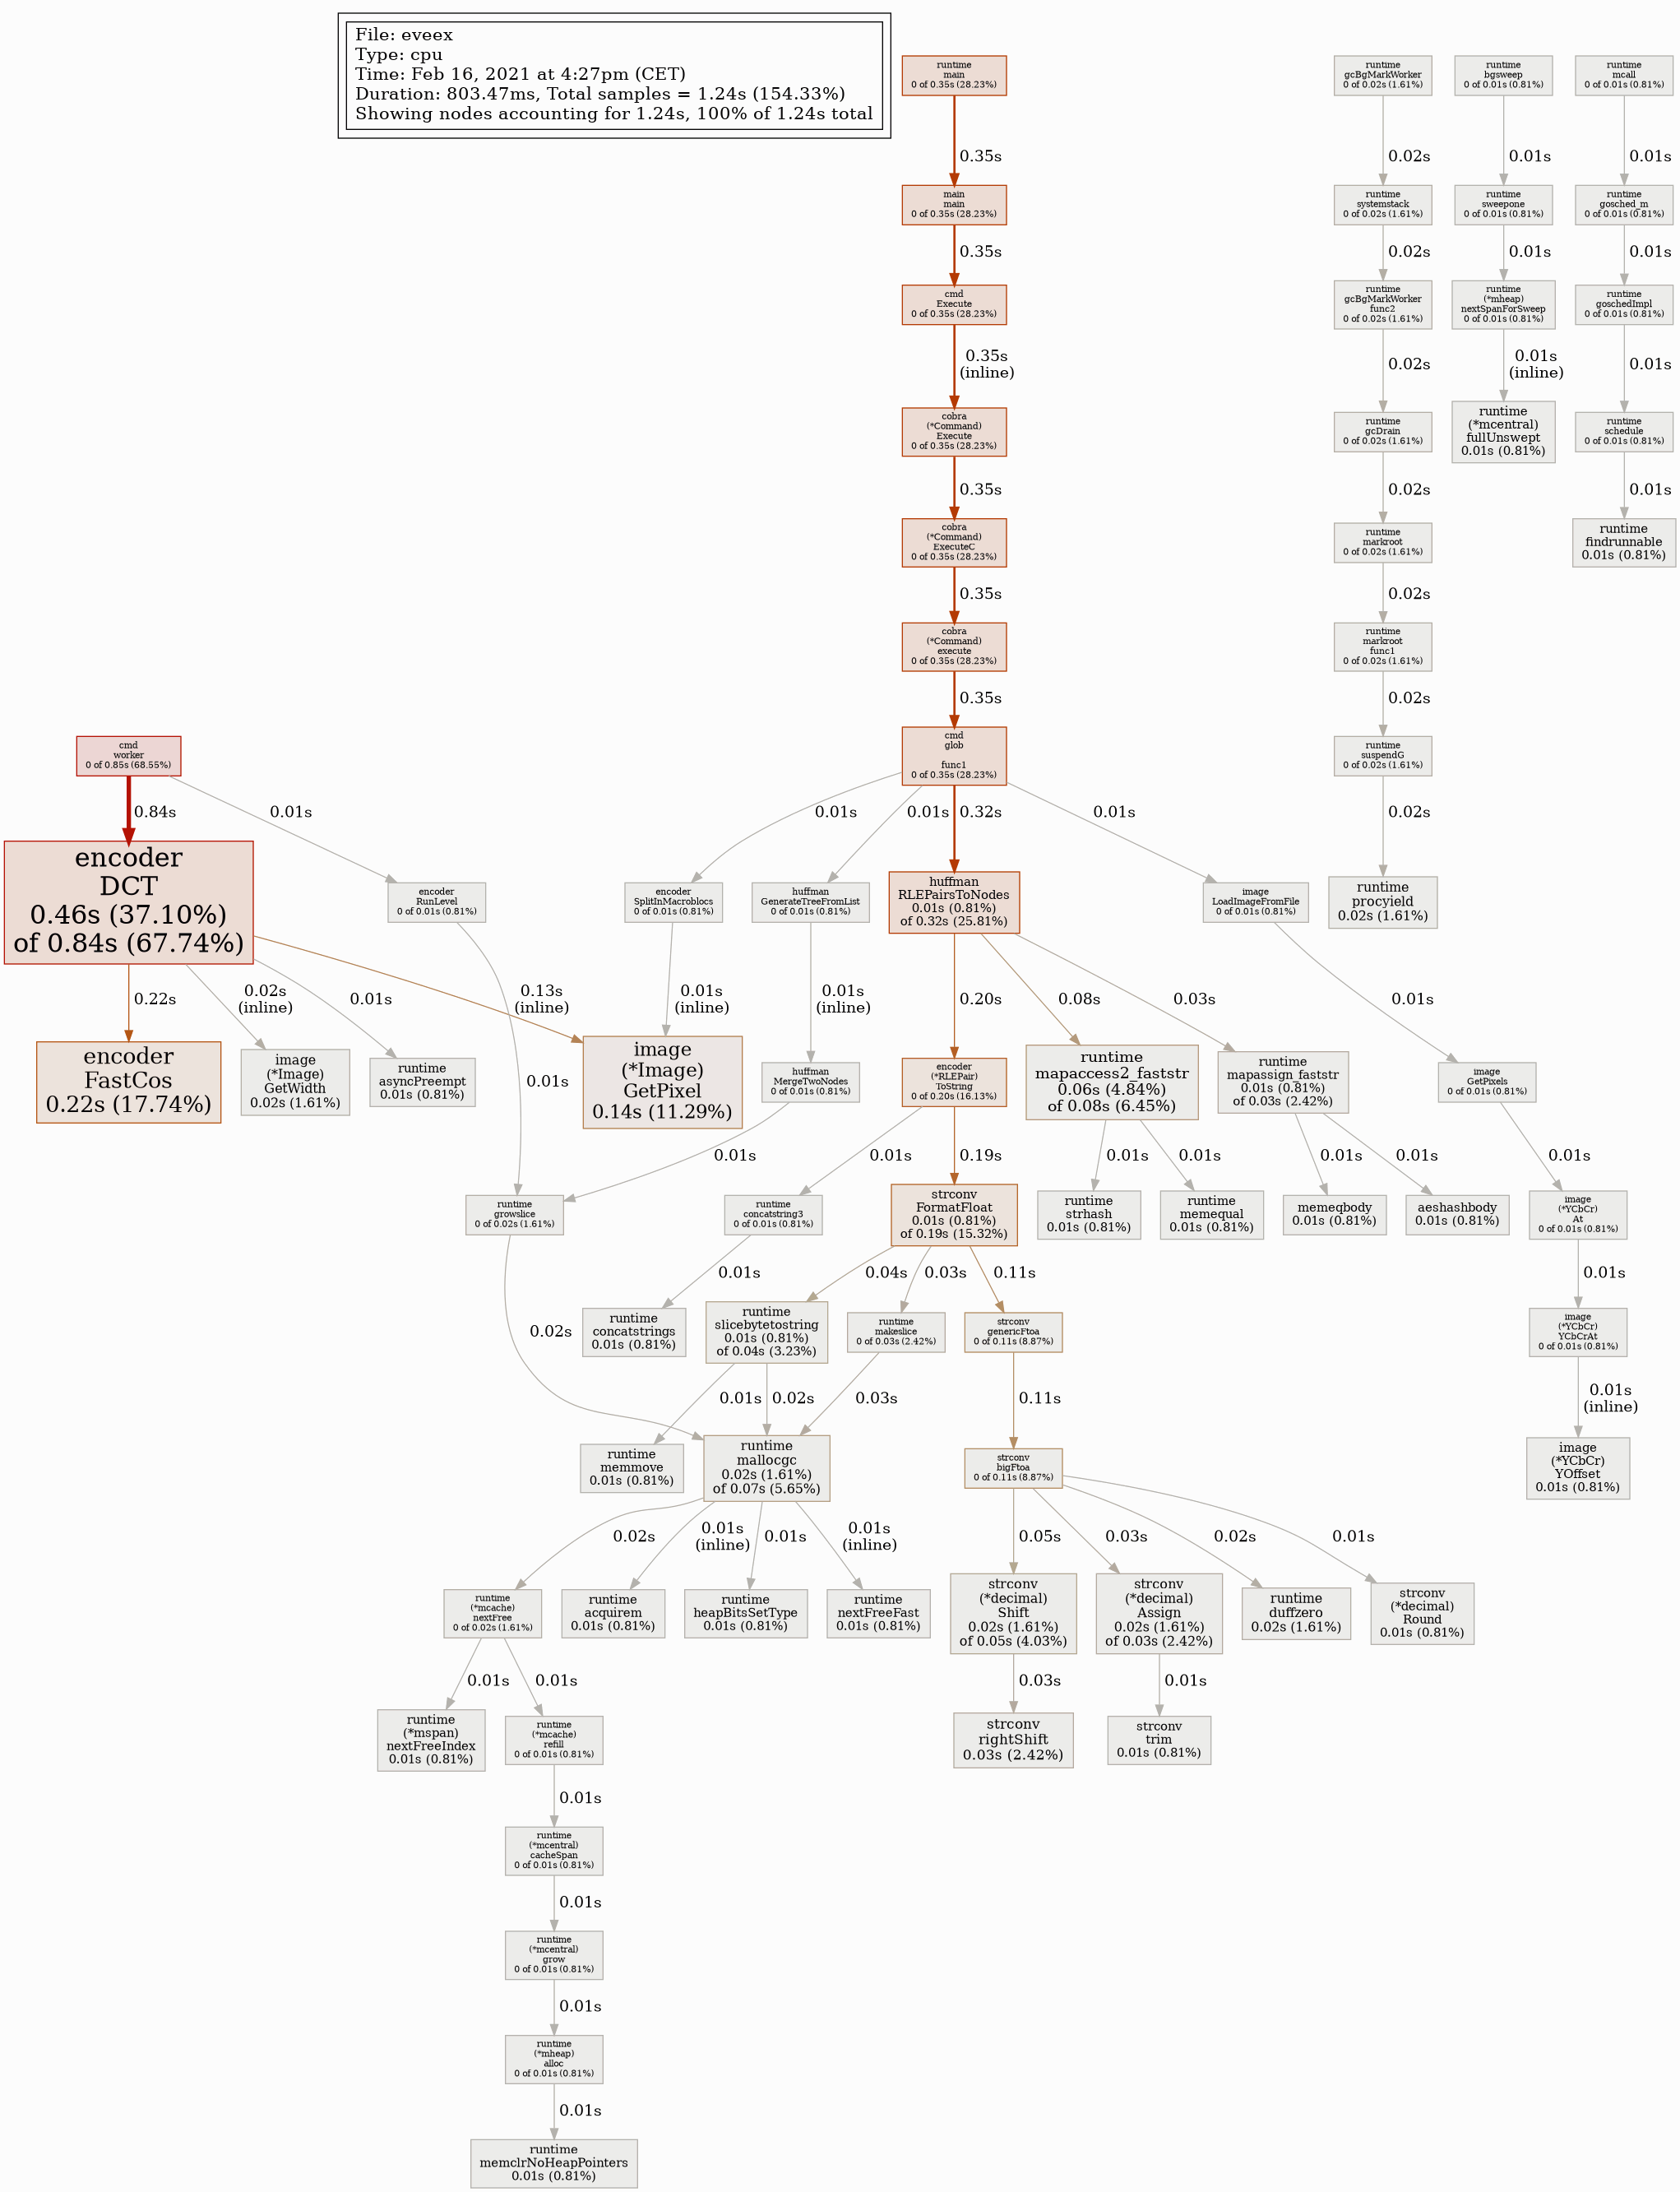 File: eveex
Type: cpu
Time: Feb 16, 2021 at 4:27pm (CET)
Duration: 803.47ms, Total samples = 1.24s (154.33%)
Showing nodes accounting for 1.24s, 100% of 1.24s total
runtime
main
0 of 0.35s (28.23%)
runtime
gcBgMarkWorker
0 of 0.02s (1.61%)
runtime
bgsweep
0 of 0.01s (0.81%)
runtime
mcall
0 of 0.01s (0.81%)
0.35s
0.02s
0.01s
0.01s
main
main
0 of 0.35s (28.23%)
runtime
systemstack
0 of 0.02s (1.61%)
runtime
sweepone
0 of 0.01s (0.81%)
runtime
gosched_m
0 of 0.01s (0.81%)
0.35s
0.02s
0.01s
0.01s
cmd
Execute
0 of 0.35s (28.23%)
runtime
gcBgMarkWorker
func2
0 of 0.02s (1.61%)
runtime
(*mheap)
nextSpanForSweep
0 of 0.01s (0.81%)
runtime
goschedImpl
0 of 0.01s (0.81%)
0.35s
(inline)
0.02s
0.01s
(inline)
0.01s
cobra
(*Command)
Execute
0 of 0.35s (28.23%)
runtime
gcDrain
0 of 0.02s (1.61%)
runtime
(*mcentral)
fullUnswept
0.01s (0.81%)
runtime
schedule
0 of 0.01s (0.81%)
0.35s
0.02s
0.01s
cobra
(*Command)
ExecuteC
0 of 0.35s (28.23%)
runtime
markroot
0 of 0.02s (1.61%)
runtime
findrunnable
0.01s (0.81%)
0.35s
0.02s
cobra
(*Command)
execute
0 of 0.35s (28.23%)
runtime
markroot
func1
0 of 0.02s (1.61%)
0.35s
0.02s
cmd
worker
0 of 0.85s (68.55%)
cmd
glob
func1
0 of 0.35s (28.23%)
runtime
suspendG
0 of 0.02s (1.61%)
0.84s
0.01s
0.01s
0.01s
0.32s
0.01s
0.02s
encoder
DCT
0.46s (37.10%)
of 0.84s (67.74%)
encoder
RunLevel
0 of 0.01s (0.81%)
encoder
SplitInMacroblocs
0 of 0.01s (0.81%)
huffman
GenerateTreeFromList
0 of 0.01s (0.81%)
huffman
RLEPairsToNodes
0.01s (0.81%)
of 0.32s (25.81%)
image
LoadImageFromFile
0 of 0.01s (0.81%)
runtime
procyield
0.02s (1.61%)
0.22s
0.02s
(inline)
0.01s
0.13s
(inline)
0.01s
(inline)
0.01s
(inline)
0.20s
0.08s
0.03s
0.01s
encoder
FastCos
0.22s (17.74%)
image
(*Image)
GetWidth
0.02s (1.61%)
runtime
asyncPreempt
0.01s (0.81%)
0.01s
image
(*Image)
GetPixel
0.14s (11.29%)
huffman
MergeTwoNodes
0 of 0.01s (0.81%)
encoder
(*RLEPair)
ToString
0 of 0.20s (16.13%)
runtime
mapaccess2_faststr
0.06s (4.84%)
of 0.08s (6.45%)
runtime
mapassign_faststr
0.01s (0.81%)
of 0.03s (2.42%)
image
GetPixels
0 of 0.01s (0.81%)
0.01s
0.01s
0.19s
0.01s
0.01s
0.01s
0.01s
0.01s
runtime
growslice
0 of 0.02s (1.61%)
runtime
concatstring3
0 of 0.01s (0.81%)
strconv
FormatFloat
0.01s (0.81%)
of 0.19s (15.32%)
runtime
strhash
0.01s (0.81%)
runtime
memequal
0.01s (0.81%)
memeqbody
0.01s (0.81%)
aeshashbody
0.01s (0.81%)
image
(*YCbCr)
At
0 of 0.01s (0.81%)
0.01s
0.04s
0.03s
0.11s
0.01s
0.02s
runtime
concatstrings
0.01s (0.81%)
runtime
slicebytetostring
0.01s (0.81%)
of 0.04s (3.23%)
runtime
makeslice
0 of 0.03s (2.42%)
strconv
genericFtoa
0 of 0.11s (8.87%)
image
(*YCbCr)
YCbCrAt
0 of 0.01s (0.81%)
0.01s
0.02s
0.03s
0.11s
0.01s
(inline)
runtime
memmove
0.01s (0.81%)
runtime
mallocgc
0.02s (1.61%)
of 0.07s (5.65%)
strconv
bigFtoa
0 of 0.11s (8.87%)
image
(*YCbCr)
YOffset
0.01s (0.81%)
0.02s
0.01s
(inline)
0.01s
0.01s
(inline)
0.05s
0.03s
0.02s
0.01s
runtime
(*mcache)
nextFree
0 of 0.02s (1.61%)
runtime
acquirem
0.01s (0.81%)
runtime
heapBitsSetType
0.01s (0.81%)
runtime
nextFreeFast
0.01s (0.81%)
strconv
(*decimal)
Shift
0.02s (1.61%)
of 0.05s (4.03%)
strconv
(*decimal)
Assign
0.02s (1.61%)
of 0.03s (2.42%)
runtime
duffzero
0.02s (1.61%)
strconv
(*decimal)
Round
0.01s (0.81%)
0.01s
0.01s
0.03s
0.01s
runtime
(*mspan)
nextFreeIndex
0.01s (0.81%)
runtime
(*mcache)
refill
0 of 0.01s (0.81%)
strconv
rightShift
0.03s (2.42%)
strconv
trim
0.01s (0.81%)
0.01s
runtime
(*mcentral)
cacheSpan
0 of 0.01s (0.81%)
0.01s
runtime
(*mcentral)
grow
0 of 0.01s (0.81%)
0.01s
runtime
(*mheap)
alloc
0 of 0.01s (0.81%)
0.01s
runtime
memclrNoHeapPointers
0.01s (0.81%)